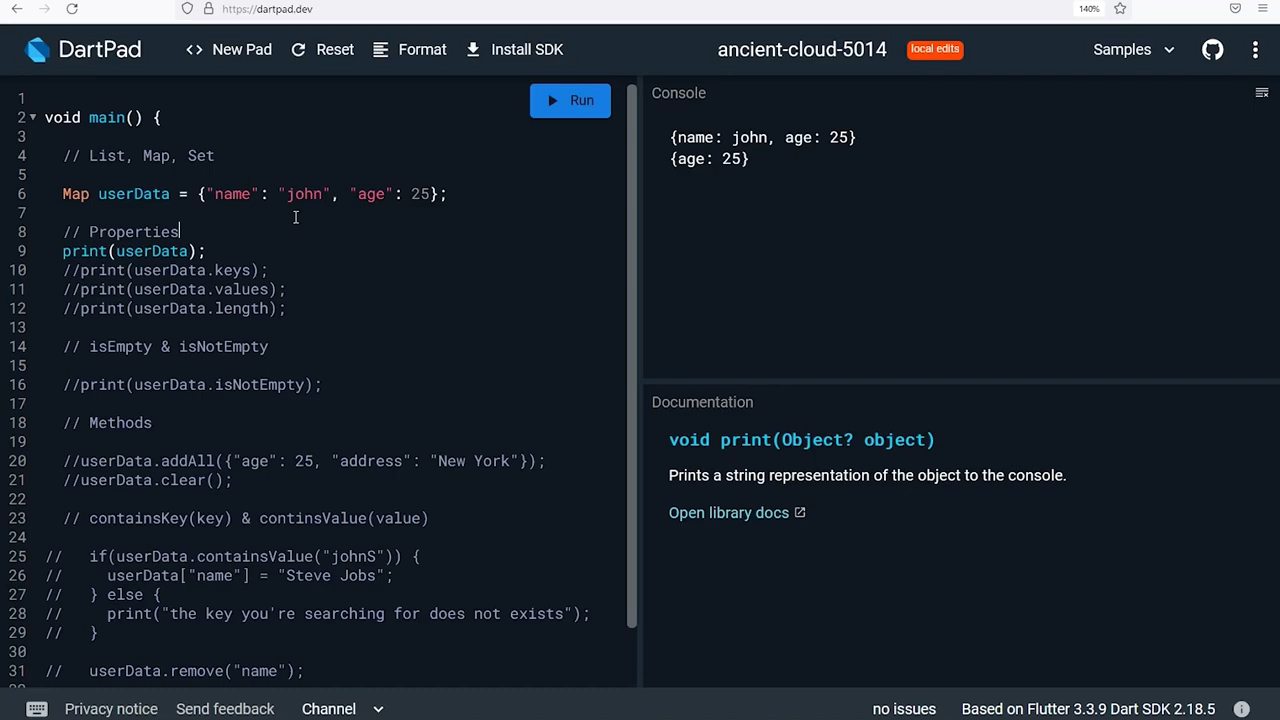 https://dartpad.dev
140%
DartPad
<> New Pad
Reset
Format
Install SDK
ancient-cloud-5014
local edits
Samples
Run
1
2 void main() {
3
4 // List, Map, Set
5
6 Map userData = {"name": "john", "age": 25};
7
8 // Properties
9 print(userData);
10 //print(userData.keys);
11 //print(userData.values);
12 //print(userData.length);
13
14 // isEmpty & isNotEmpty
15
16 //print(userData.isNotEmpty);
17
18 // Methods
19
20 //userData.addAll({"age": 25, "address": "New York"});
21 //userData.clear();
22
23 // containsKey(key) & continsValue(value)
24
25 //   if(userData.containsValue("johnS")) {
26 //     userData["name"] = "Steve Jobs";
27 //   } else {
28 //     print("the key you're searching for does not exists");
29 //   }
30
31 //   userData.remove("name");
Console
{name: john, age: 25}
{age: 25}
Documentation
void print(Object? object)
Prints a string representation of the object to the console.
Open library docs
Privacy notice
Send feedback
Channel
no issues
Based on Flutter 3.3.9 Dart SDK 2.18.5